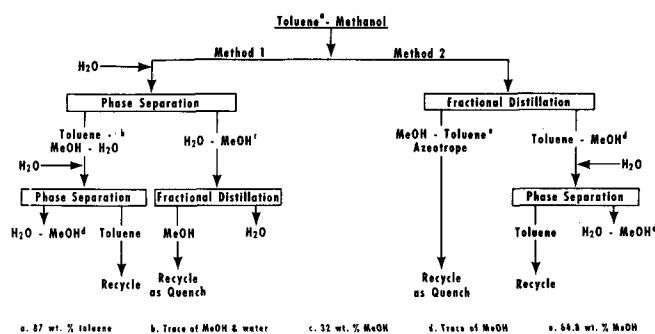 Toluene a - Methanol
Method 1
Method 2
H2O
Phase Separation
Fractional Distillation
Toluene - b
MeOH - H2O
H2O - MeOH c
MeOH - Toluene e
Azeotrope
Toluene - MeOH d
H2O
H2O
Phase Separation
Fractional Distillation
Phase Separation
H2O - MeOH d
Toluene
MeOH
H2O
Toluene
H2O - MeOH
Recycle
Recycle
as Quench
Recycle
as Quench
Recycle
a. 87 wt. % toluene
b. Trace of MeOH & water
c. 32 wt. % MeOH
d. Trace of MeOH
e. 64.8 wt. % MeOH